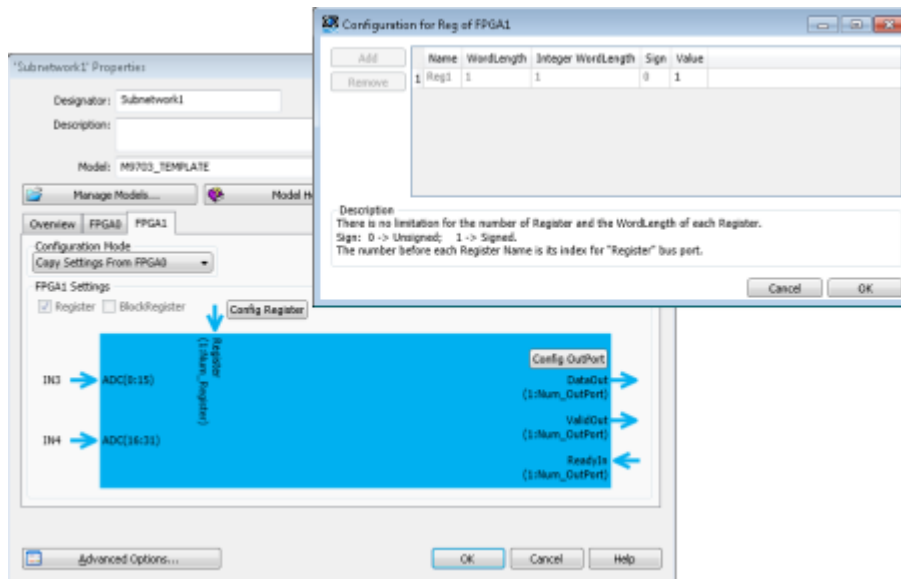 Configuration for Reg of FPGA1
Add
Remove
Name WordLength Integer WordLength Sign Value
1 Reg1 1 1 0 1
Description
There is no limitation for the number of Register and the WordLength of each Register.
Sign: 0 -> Unsigned; 1 -> Signed.
The number before each Register Name is its index for "Register" bus port.
Cancel OK
'Subnetwork1' Properties
Designator: Subnetwork1
Description:
Model: M9703_TEMPLATE
Manage Models... Model H
Overview FPGA0 FPGA1
Configuration Mode
Copy Settings From FPGA0
FPGA1 Settings
Register BlockRegister Config Register
Register
(1:Num_Register)
Config OutPort
IN3 ADC(0:15)
DataOut
(1:Num_OutPort)
ValidOut
(1:Num_OutPort)
IN4 ADC(16:31)
ReadyIn
(1:Num_OutPort)
Advanced Options... OK Cancel Help